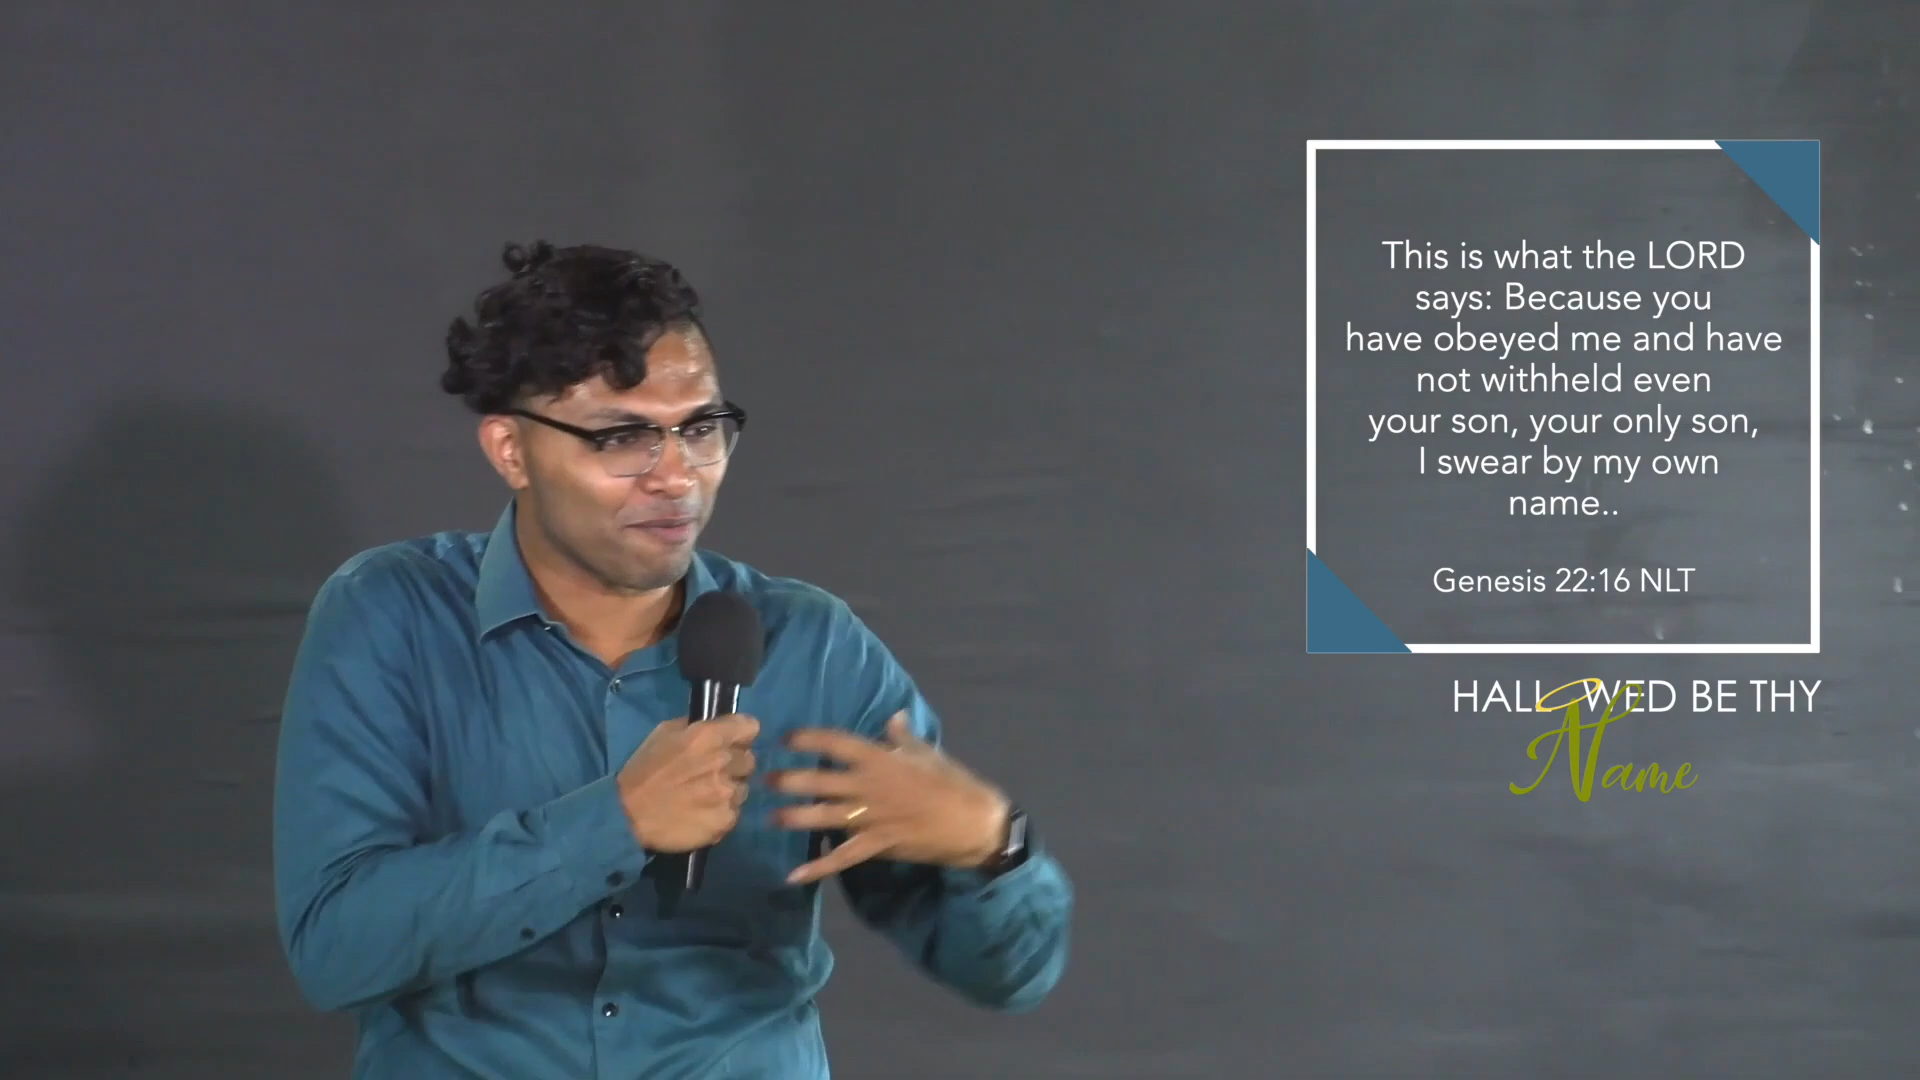 This is what the LORD
says: Because you
have obeyed me and have
not withheld even
your son, your only son,
I swear by my own
name..
Genesis 22:16 NLT
HALLOWED BE THY
Name